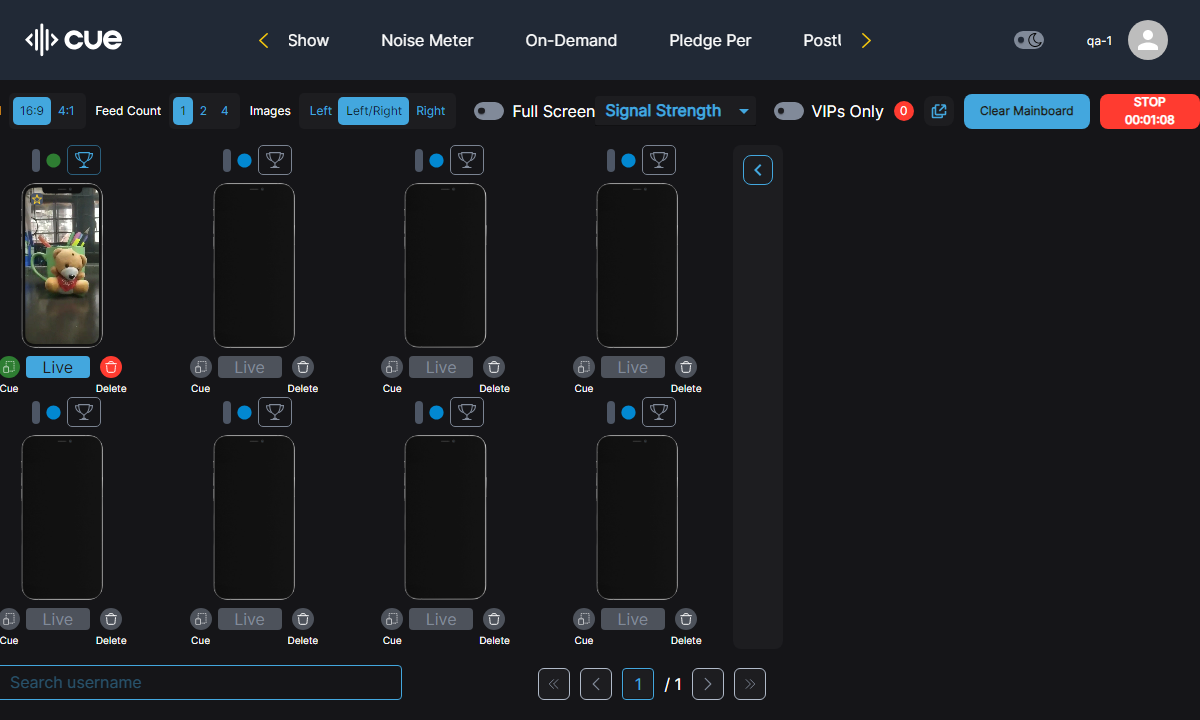 cue
Show
Noise Meter
On-Demand
Pledge Per
qa-1
16:9 4:1 Feed Count 1 2 4 Images Left Left/Right Right Full Screen Signal Strength VIPs Only 0 Clear Mainboard STOP
00:01:08
Live Live Live Live
Cue Delete Cue Delete Cue Delete Cue Delete
Live Live Live Live
Cue Delete Cue Delete Cue Delete Cue Delete
Search username
« < 1 / 1 > »